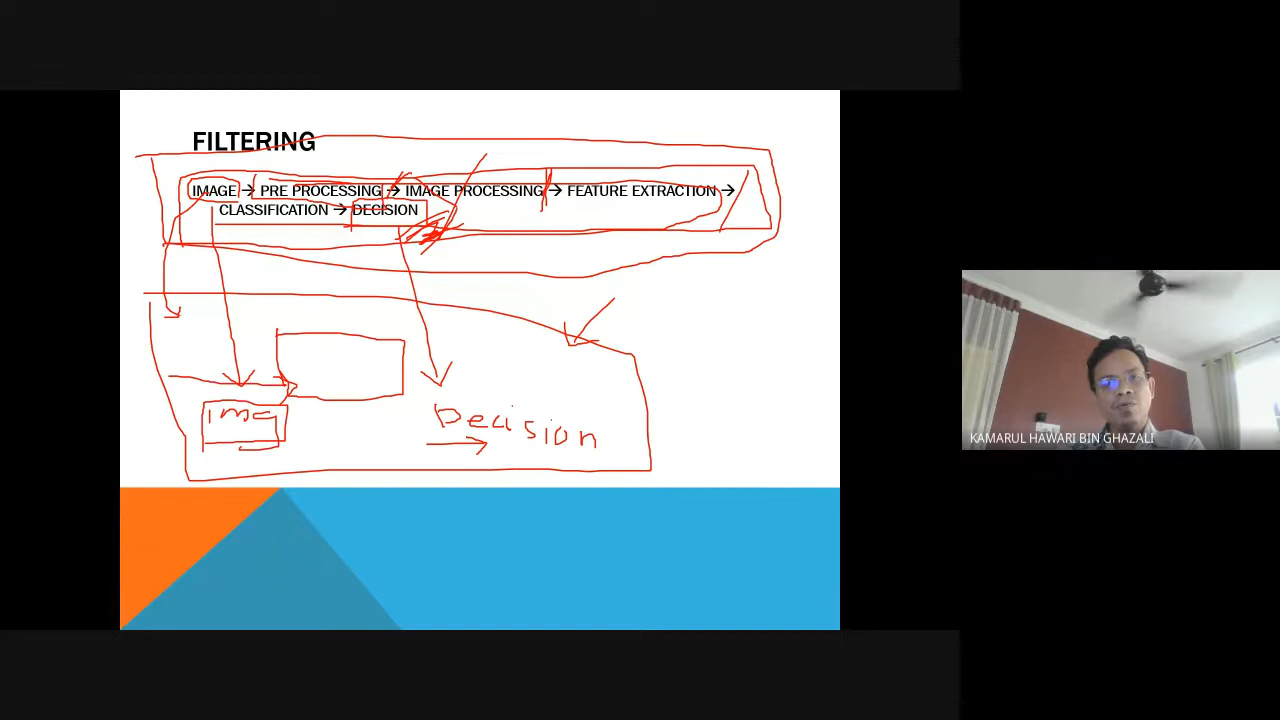 FILTERING
IMAGE → PRE PROCESSING → IMAGE PROCESSING → FEATURE EXTRACTION →
CLASSIFICATION → DECISION
KAMARUL HAWARI BIN GHAZALI
Decision